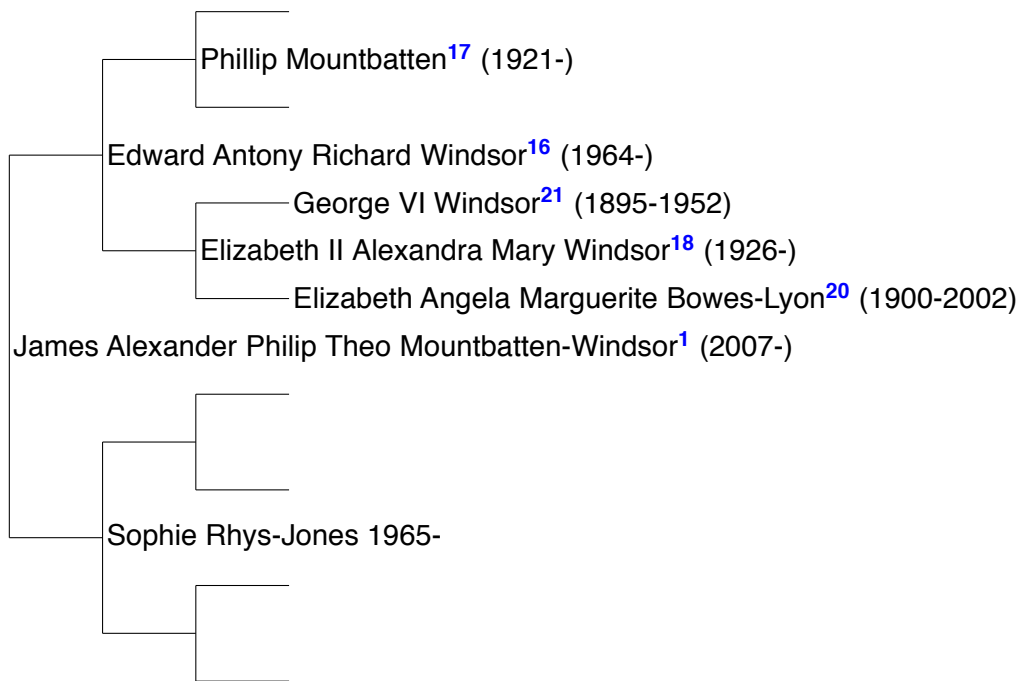 Phillip Mountbatten17 (1921-)
Edward Antony Richard Windsor16 (1964-)
George VI Windsor21 (1895-1952)
Elizabeth II Alexandra Mary Windsor18 (1926-)
Elizabeth Angela Marguerite Bowes-Lyon20 (1900-2002)
James Alexander Philip Theo Mountbatten-Windsor1 (2007-)
Sophie Rhys-Jones 1965-